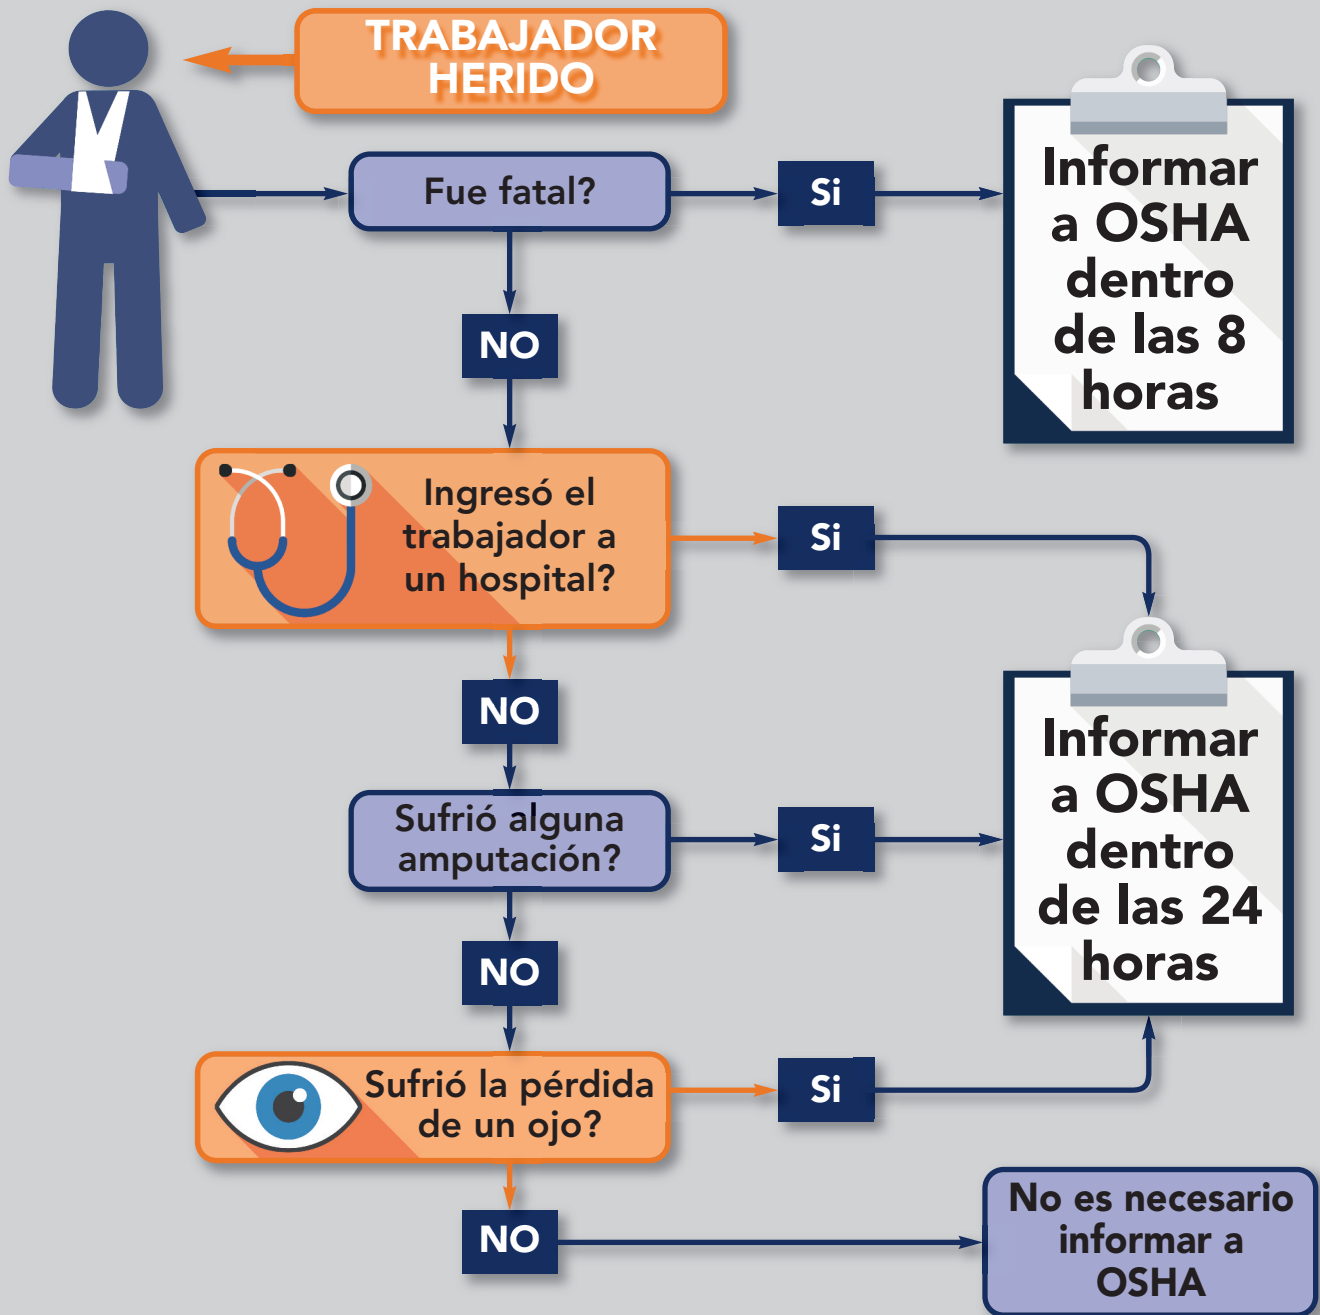 TRABAJADOR
HERIDO
Fue fatal?
Si
Informar
a OSHA
dentro
de las 8
horas
NO
Ingresó el
trabajador a
un hospital?
Si
NO
Sufrió alguna
amputación?
Si
Informar
a OSHA
dentro
de las 24
horas
NO
Sufrió la pérdida
de un ojo?
Si
NO
No es necesario
informar a
OSHA